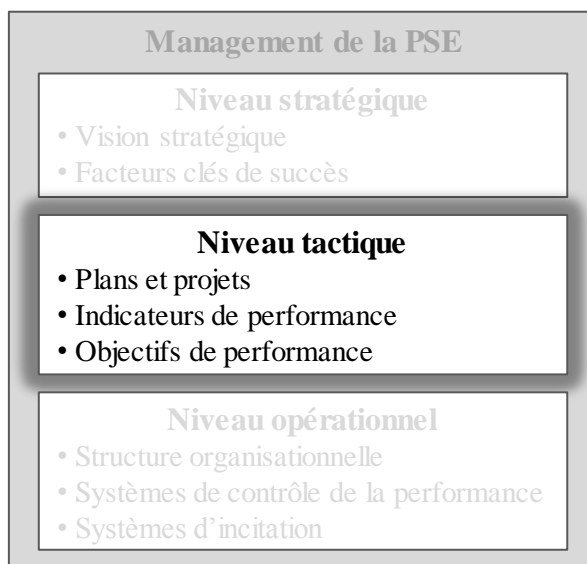 Management de la PSE
Niveau stratégique
• Vision stratégique
• Facteurs clés de succès
Niveau tactique
• Plans et projets
• Indicateurs de performance
• Objectifs de performance
Niveau opérationnel
• Structure organisationnelle
• Systèmes de contrôle de la performance
• Systèmes d’incitation